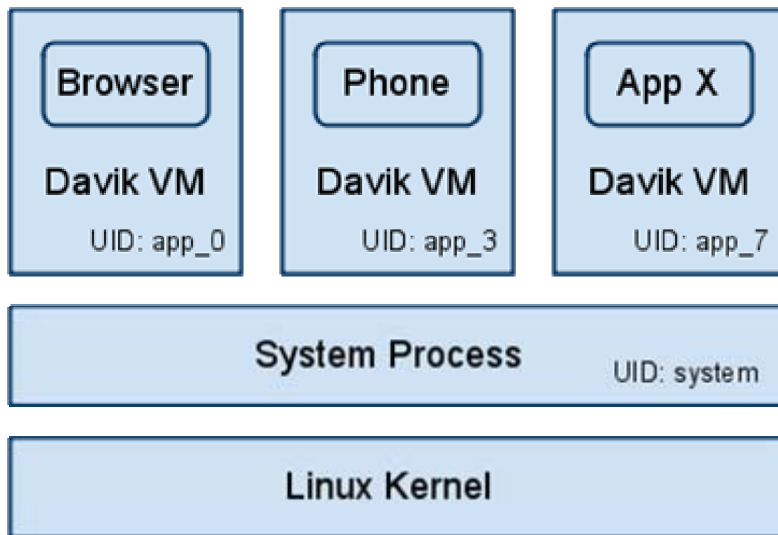 Browser
Davik VM
UID: app_0
Phone
Davik VM
UID: app_3
App X
Davik VM
UID: app_7
System Process
UID: system
Linux Kernel